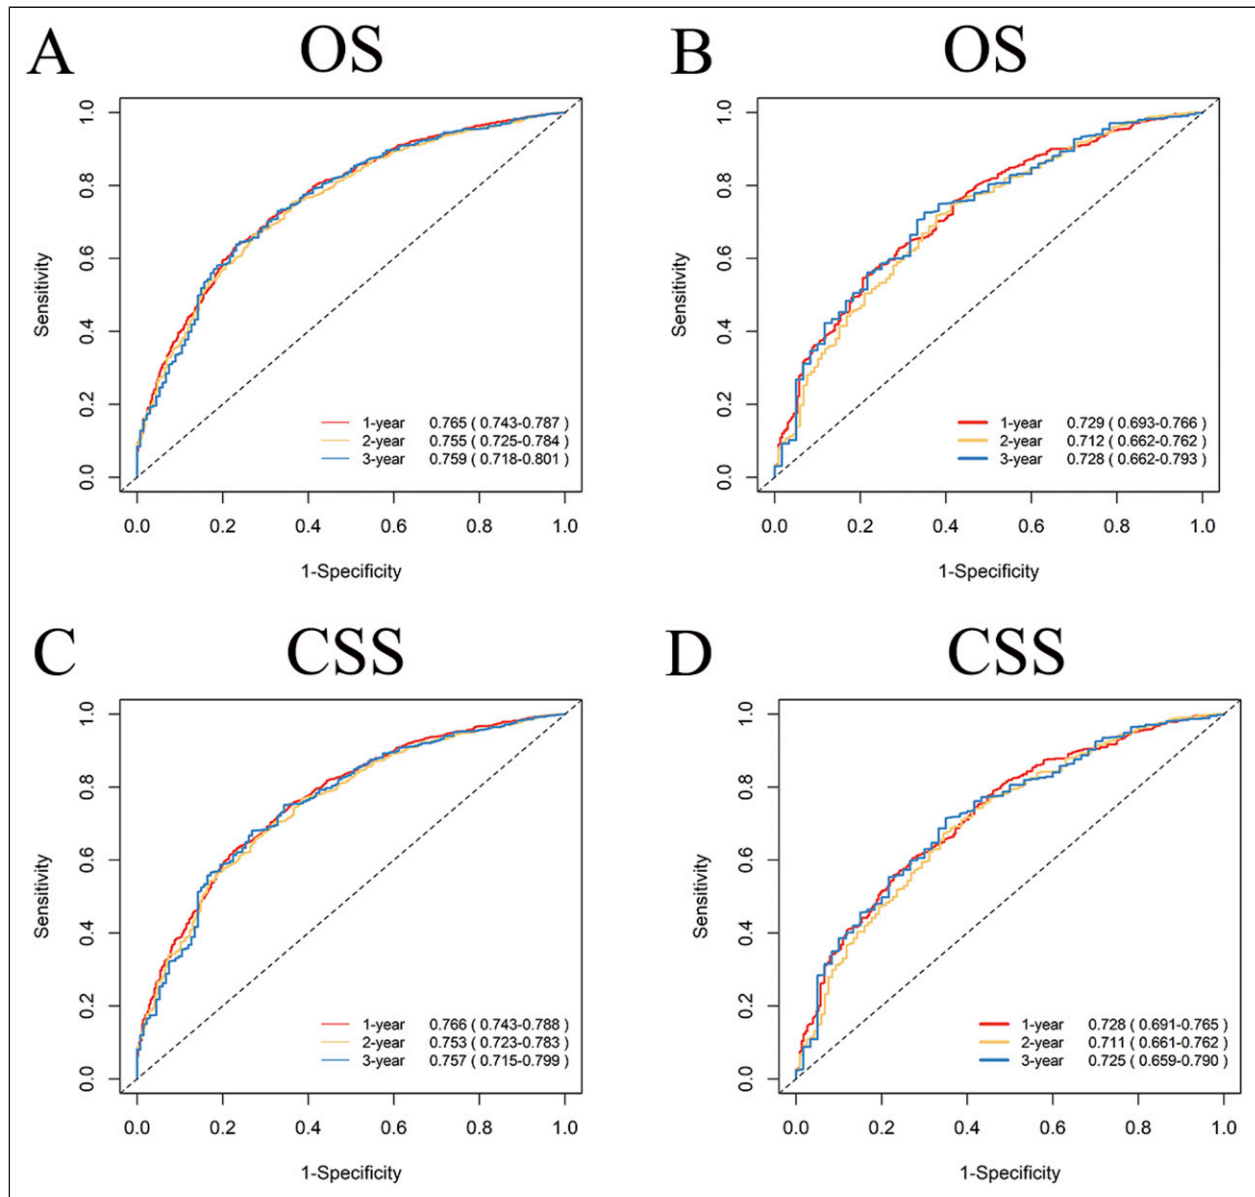 A OS
1.0
0.8
0.6
0.4
0.2
0.0
Sensitivity
1-year 0.765 ( 0.743-0.787 )
2-year 0.755 ( 0.725-0.784 )
3-year 0.759 ( 0.718-0.801 )
0.0 0.2 0.4 0.6 0.8 1.0
1-Specificity
B OS
1.0
0.8
0.6
0.4
0.2
0.0
Sensitivity
1-year 0.729 ( 0.693-0.766 )
2-year 0.712 ( 0.662-0.762 )
3-year 0.728 ( 0.662-0.793 )
0.0 0.2 0.4 0.6 0.8 1.0
1-Specificity
C CSS
1.0
0.8
0.6
0.4
0.2
0.0
Sensitivity
1-year 0.766 ( 0.743-0.788 )
2-year 0.753 ( 0.723-0.783 )
3-year 0.757 ( 0.715-0.799 )
0.0 0.2 0.4 0.6 0.8 1.0
1-Specificity
D CSS
1.0
0.8
0.6
0.4
0.2
0.0
Sensitivity
1-year 0.728 ( 0.691-0.765 )
2-year 0.711 ( 0.661-0.762 )
3-year 0.725 ( 0.659-0.790 )
0.0 0.2 0.4 0.6 0.8 1.0
1-Specificity